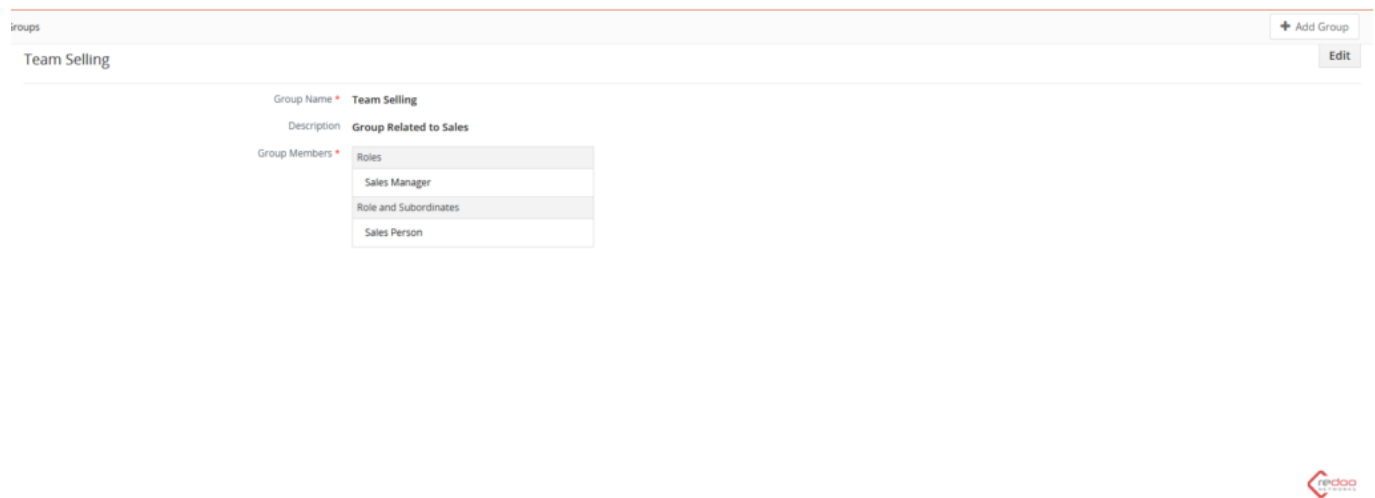 roups
Add Group
Team Selling
Edit
Group Name * Team Selling
Description Group Related to Sales
Group Members * Roles
Sales Manager
Role and Subordinates
Sales Person
redoo
NETWORKS